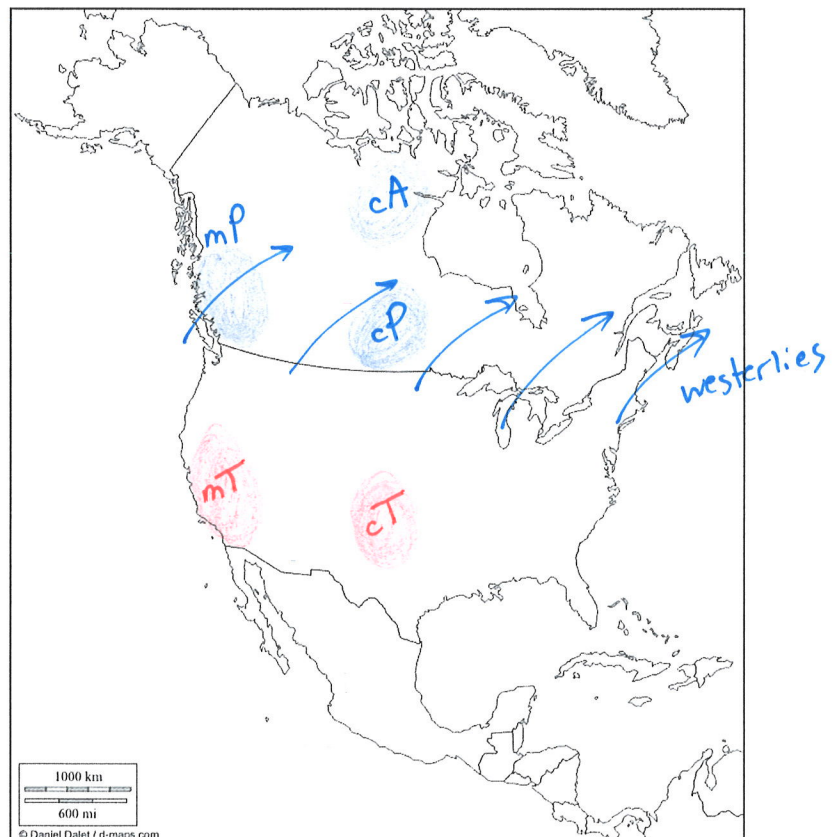 cA
mP
cP
westerlies
mT
cT
1000 km
600 mi
© Daniel Dalet / d-maps.com